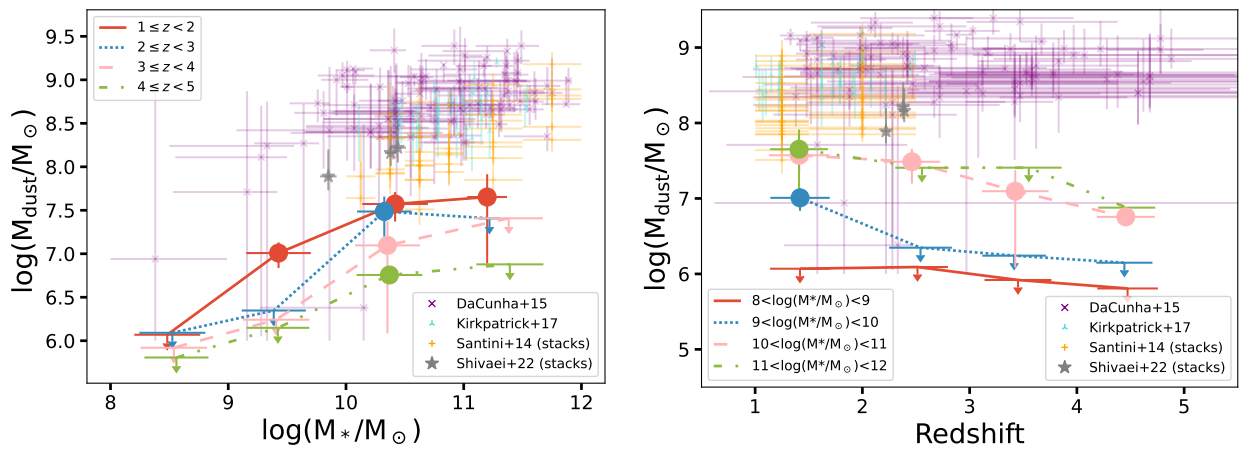 1 ≤ z < 2
2 ≤ z < 3
3 ≤ z < 4
4 ≤ z < 5
9.5
9.0
8.5
8.0
7.5
7.0
6.5
6.0
log(M_dust/M_⊙)
DaCunha+15
Kirkpatrick+17
Santini+14 (stacks)
Shivaei+22 (stacks)
8
9
10
11
12
log(M_*/M_⊙)
9
8
7
6
5
log(M_dust/M_⊙)
8<log(M*/M_⊙)<9
9<log(M*/M_⊙)<10
10<log(M*/M_⊙)<11
11<log(M*/M_⊙)<12
DaCunha+15
Kirkpatrick+17
Santini+14 (stacks)
Shivaei+22 (stacks)
1
2
3
4
5
Redshift